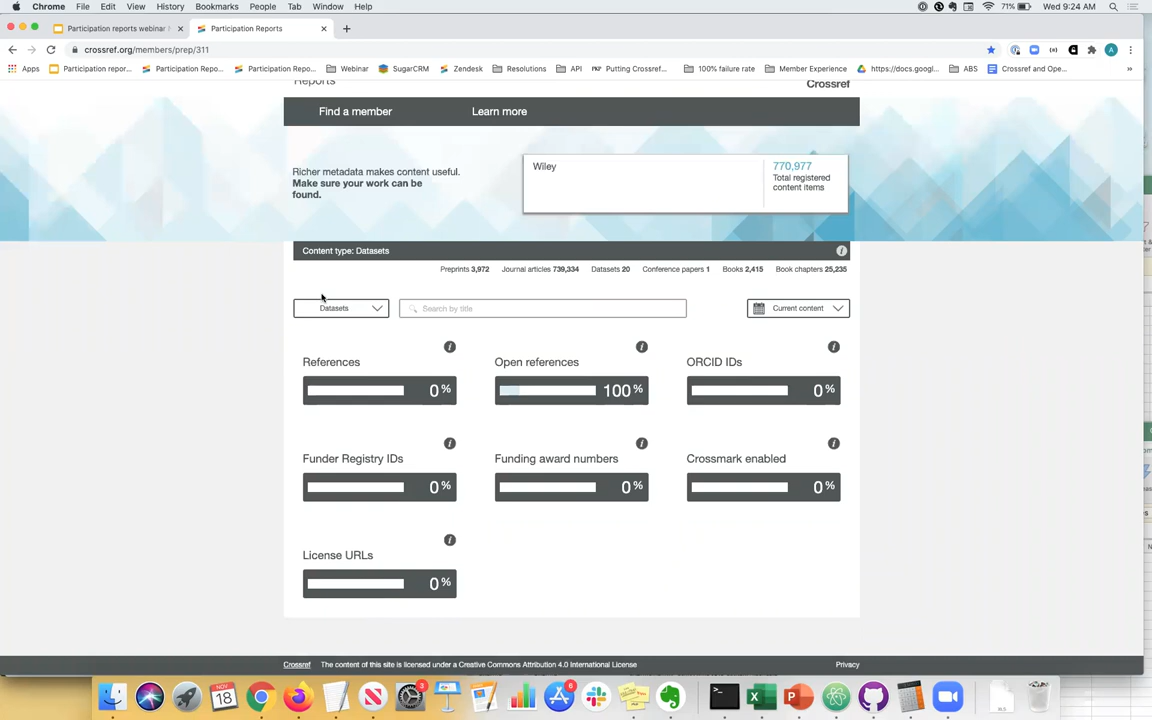 Chrome File Edit View History Bookmarks People Tab Window Help 71% Wed 9:24 AM
Participation reports webinar Participation Reports
crossref.org/members/prep/311
Apps Participation repor... Participation Repo... Participation Repo... Webinar SugarCRM Zendesk Resolutions API PKP Putting Crossref... 100% failure rate Member Experience https://docs.googl... ABS Crossref and Ope... »
Reports
Crossref
Find a member Learn more
Richer metadata makes content useful.
Make sure your work can be
found.
Wiley
770,977
Total registered
content items
Content type: Datasets
Preprints 3,972 Journal articles 739,334 Datasets 20 Conference papers 1 Books 2,415 Book chapters 25,235
Datasets Search by title Current content
References
0 %
Open references
100 %
ORCID IDs
0 %
Funder Registry IDs
0 %
Funding award numbers
0 %
Crossmark enabled
0 %
License URLs
0 %
Crossref The content of this site is licensed under a Creative Commons Attribution 4.0 International License Privacy
NOV
18
3
6